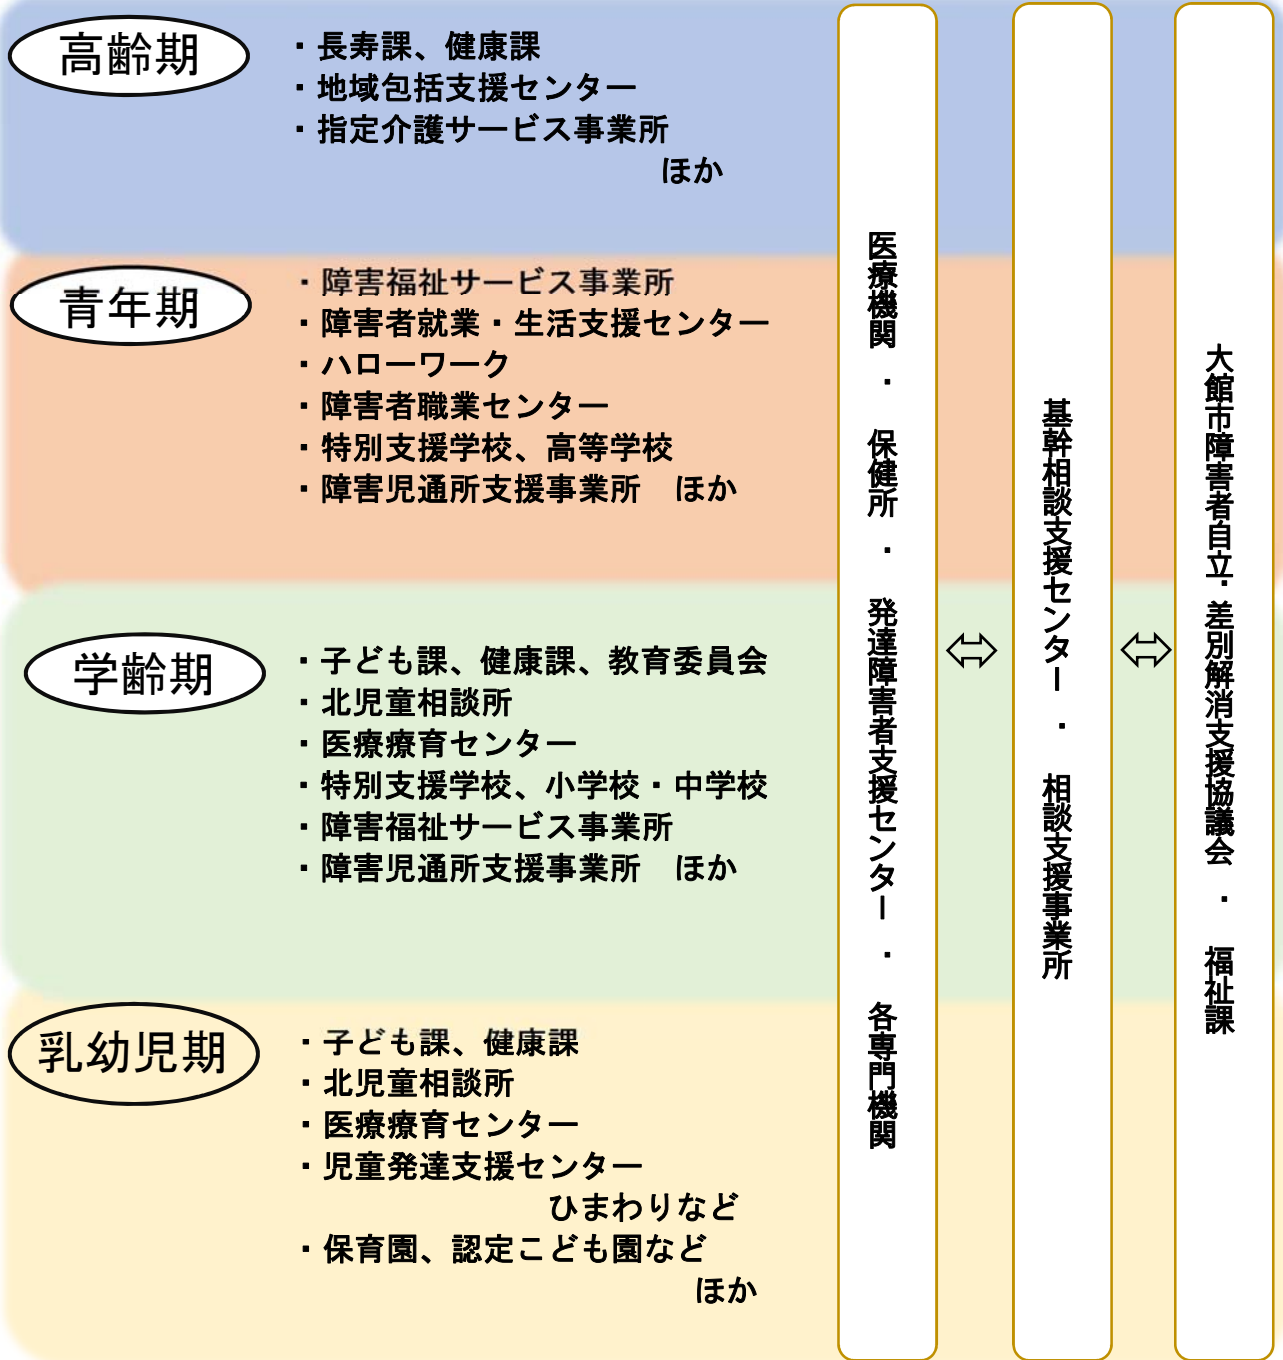 高齢期
・長寿課、健康課
・地域包括支援センター
・指定介護サービス事業所
ほか
青年期
・障害福祉サービス事業所
・障害者就業・生活支援センター
・ハローワーク
・障害者職業センター
・特別支援学校、高等学校
・障害児通所支援事業所　ほか
学齢期
・子ども課、健康課、教育委員会
・北児童相談所
・医療療育センター
・特別支援学校、小学校・中学校
・障害福祉サービス事業所
・障害児通所支援事業所　ほか
乳幼児期
・子ども課、健康課
・北児童相談所
・医療療育センター
・児童発達支援センター
ひまわりなど
・保育園、認定こども園など
ほか
医療機関　・　保健所　・　発達障害者支援センター　・　各専門機関
基幹相談支援センター　・　相談支援事業所
大館市障害者自立・差別解消支援協議会　・　福祉課